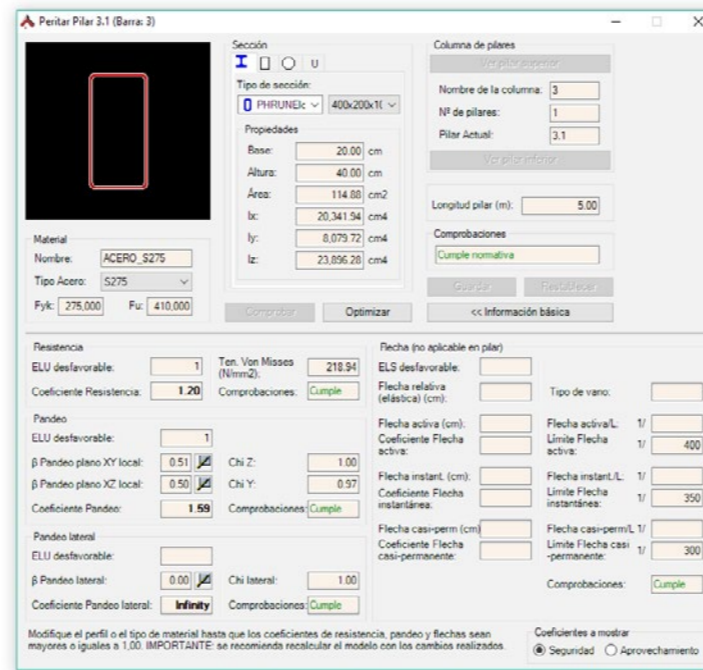 Peritar Pilar 3.1 (Barra: 3)
Sección
U
Tipo de sección:
PHRUNEIc 400x200x1(
Propiedades
Base: 20.00 cm
Altura: 40.00 cm
Área: 114.88 cm2
Ix: 20,341.94 cm4
Iy: 8,079.72 cm4
Iz: 23,896.28 cm4
Comprobar Optimizar
Columna de pilares
Ver pilar superior
Nombre de la columna: 3
Nº de pilares: 1
Pilar Actual: 3.1
Ver pilar inferior
Longitud pilar (m): 5.00
Comprobaciones
Cumple normativa
Guardar Restablecer
<< Información básica
Material
Nombre: ACERO_S275
Tipo Acero: S275
Fyk: 275,000 Fu: 410,000
Resistencia
ELU desfavorable: 1 Ten. Von Misses (N/mm2): 218.94
Coeficiente Resistencia: 1.20 Comprobaciones: Cumple
Pandeo
ELU desfavorable: 1
β Pandeo plano XY local: 0.51 Chi Z: 1.00
β Pandeo plano XZ local: 0.50 Chi Y: 0.97
Coeficiente Pandeo: 1.59 Comprobaciones: Cumple
Pandeo lateral
ELU desfavorable:
β Pandeo lateral: 0.00 Chi lateral: 1.00
Coeficiente Pandeo lateral: Infinity Comprobaciones: Cumple
Flecha (no aplicable en pilar)
ELS desfavorable:
Flecha relativa (elástica) (cm): Tipo de vano:
Flecha activa (cm): Flecha activa/L: 1/
Coeficiente Flecha activa: Limite Flecha activa: 1/ 400
Flecha instant. (cm): Flecha instant./L: 1/
Coeficiente Flecha instantánea: Limite Flecha instantánea: 1/ 350
Flecha casi-perm (cm) Flecha casi-perm/L 1/
Coeficiente Flecha casi-permanente: Limite Flecha casi -permanente: 1/ 300
Comprobaciones: Cumple
Modifique el perfil o el tipo de material hasta que los coeficientes de resistencia, pandeo y flechas sean
mayores o iguales a 1,00. IMPORTANTE: se recomienda recalcular el modelo con los cambios realizados.
Coeficientes a mostrar
Seguridad Aprovechamiento